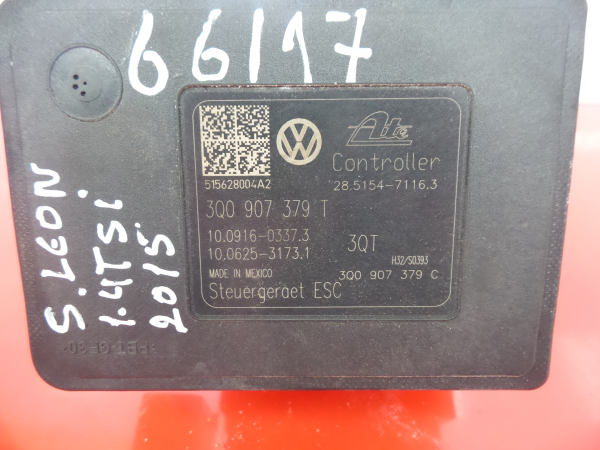 66117
S. LEON
1.4TSi
2015
VW
Ate
Controller
515628004A2
28.5154-7116.3
3Q0 907 379 T
10.0916-0337.3
10.0625-3173.1
3QT
H32/S0393
MADE IN MEXICO
3Q0 907 379 C
Steuergeraet ESC